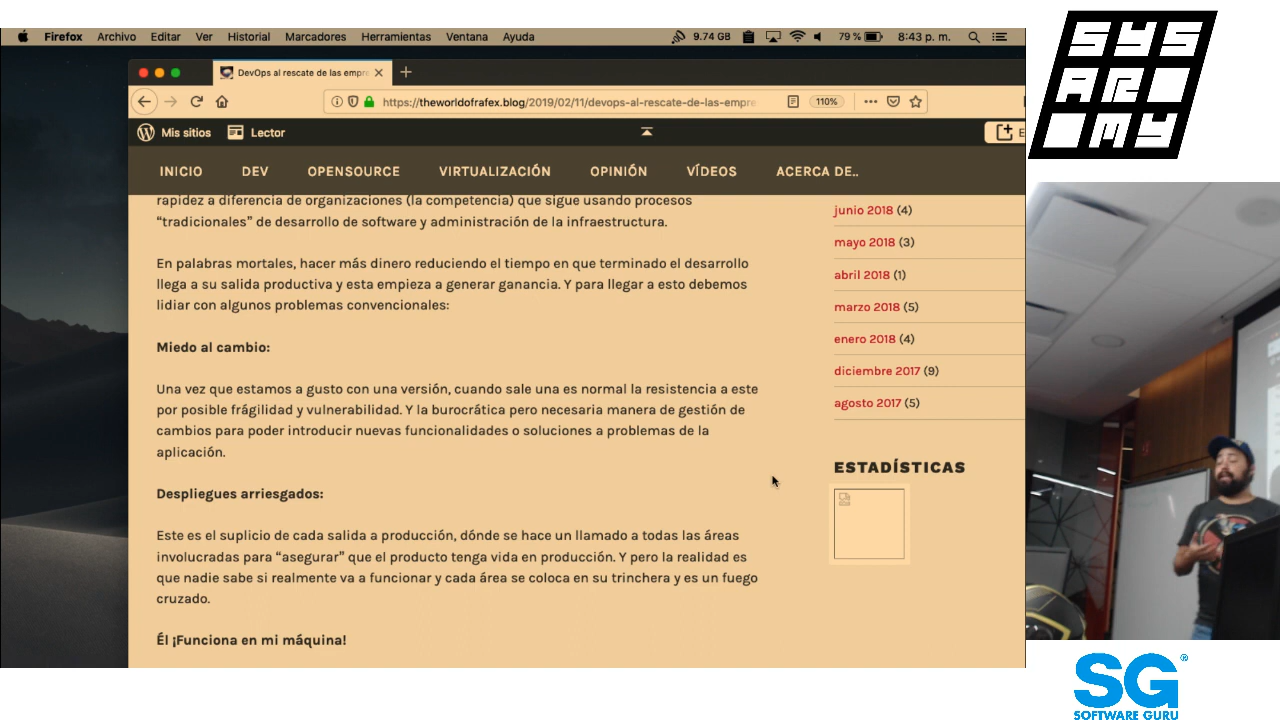 Firefox Archivo Editar Ver Historial Marcadores Herramientas Ventana Ayuda 9.74 GB 79 % 8:43 p. m.
DevOps al rescate de las empre
https://theworldofrafex.blog/2019/02/11/devops-al-rescate-de-las-empre 110%
Mis sitios Lector E
INICIO DEV OPENSOURCE VIRTUALIZACIÓN OPINIÓN VÍDEOS ACERCA DE..
rapidez a diferencia de organizaciones (la competencia) que sigue usando procesos
“tradicionales” de desarrollo de software y administración de la infraestructura.
En palabras mortales, hacer más dinero reduciendo el tiempo en que terminado el desarrollo
llega a su salida productiva y esta empieza a generar ganancia. Y para llegar a esto debemos
lidiar con algunos problemas convencionales:
Miedo al cambio:
Una vez que estamos a gusto con una versión, cuando sale una es normal la resistencia a este
por posible frágilidad y vulnerabilidad. Y la burocrática pero necesaria manera de gestión de
cambios para poder introducir nuevas funcionalidades o soluciones a problemas de la
aplicación.
Despliegues arriesgados:
Este es el suplicio de cada salida a producción, dónde se hace un llamado a todas las áreas
involucradas para “asegurar” que el producto tenga vida en producción. Y pero la realidad es
que nadie sabe si realmente va a funcionar y cada área se coloca en su trinchera y es un fuego
cruzado.
Él ¡Funciona en mi máquina!
junio 2018 (4)
mayo 2018 (3)
abril 2018 (1)
marzo 2018 (5)
enero 2018 (4)
diciembre 2017 (9)
agosto 2017 (5)
ESTADÍSTICAS
SYS
AR
MY
SG®
SOFTWARE GURU